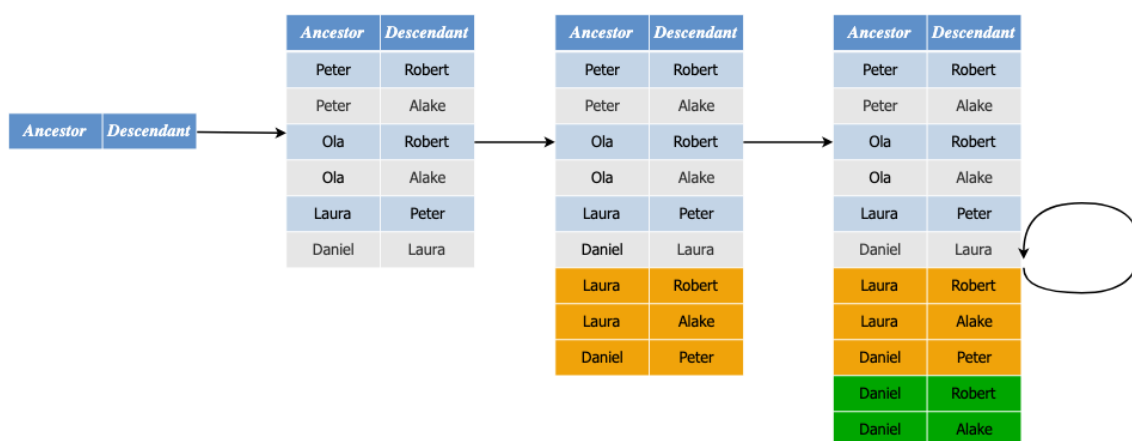 Ancestor Descendant
Ancestor Descendant
Peter Robert
Peter Alake
Ola Robert
Ola Alake
Laura Peter
Daniel Laura
Ancestor Descendant
Peter Robert
Peter Alake
Ola Robert
Ola Alake
Laura Peter
Daniel Laura
Laura Robert
Laura Alake
Daniel Peter
Ancestor Descendant
Peter Robert
Peter Alake
Ola Robert
Ola Alake
Laura Peter
Daniel Laura
Laura Robert
Laura Alake
Daniel Peter
Daniel Robert
Daniel Alake